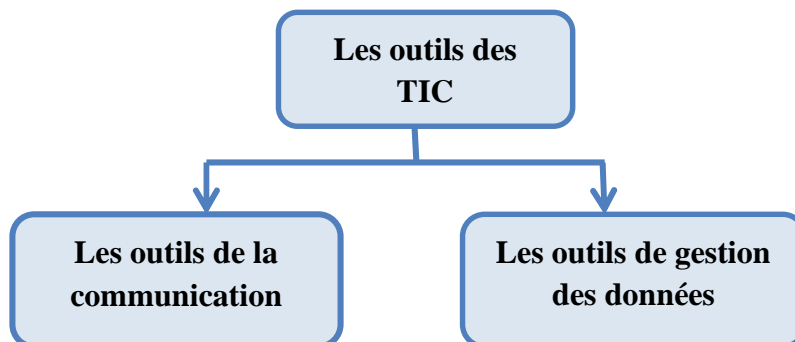 Les outils des
TIC
Les outils de la
communication
Les outils de gestion
des données